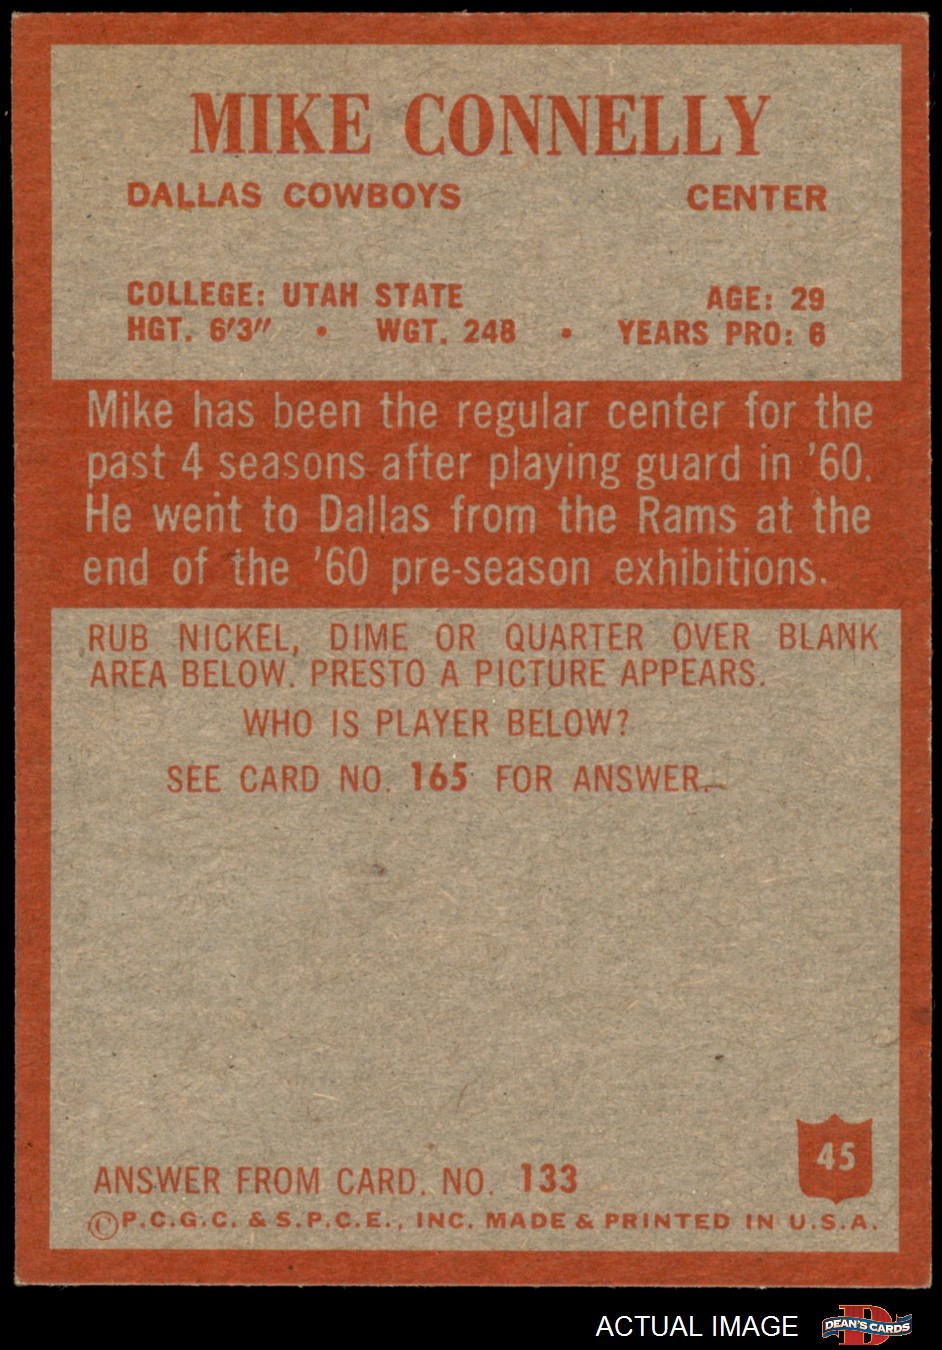 MIKE CONNELLY
DALLAS COWBOYS CENTER
COLLEGE: UTAH STATE AGE: 29
HGT. 6'3" • WGT. 248 • YEARS PRO: 6
Mike has been the regular center for the
past 4 seasons after playing guard in '60.
He went to Dallas from the Rams at the
end of the '60 pre-season exhibitions.
RUB NICKEL, DIME OR QUARTER OVER BLANK
AREA BELOW. PRESTO A PICTURE APPEARS.
WHO IS PLAYER BELOW?
SEE CARD NO. 165 FOR ANSWER.
45
ANSWER FROM CARD. NO. 133
©P.C.G.C. & S.P.C.E., INC. MADE & PRINTED IN U.S.A.
ACTUAL IMAGE
D
DEAN'S CARDS